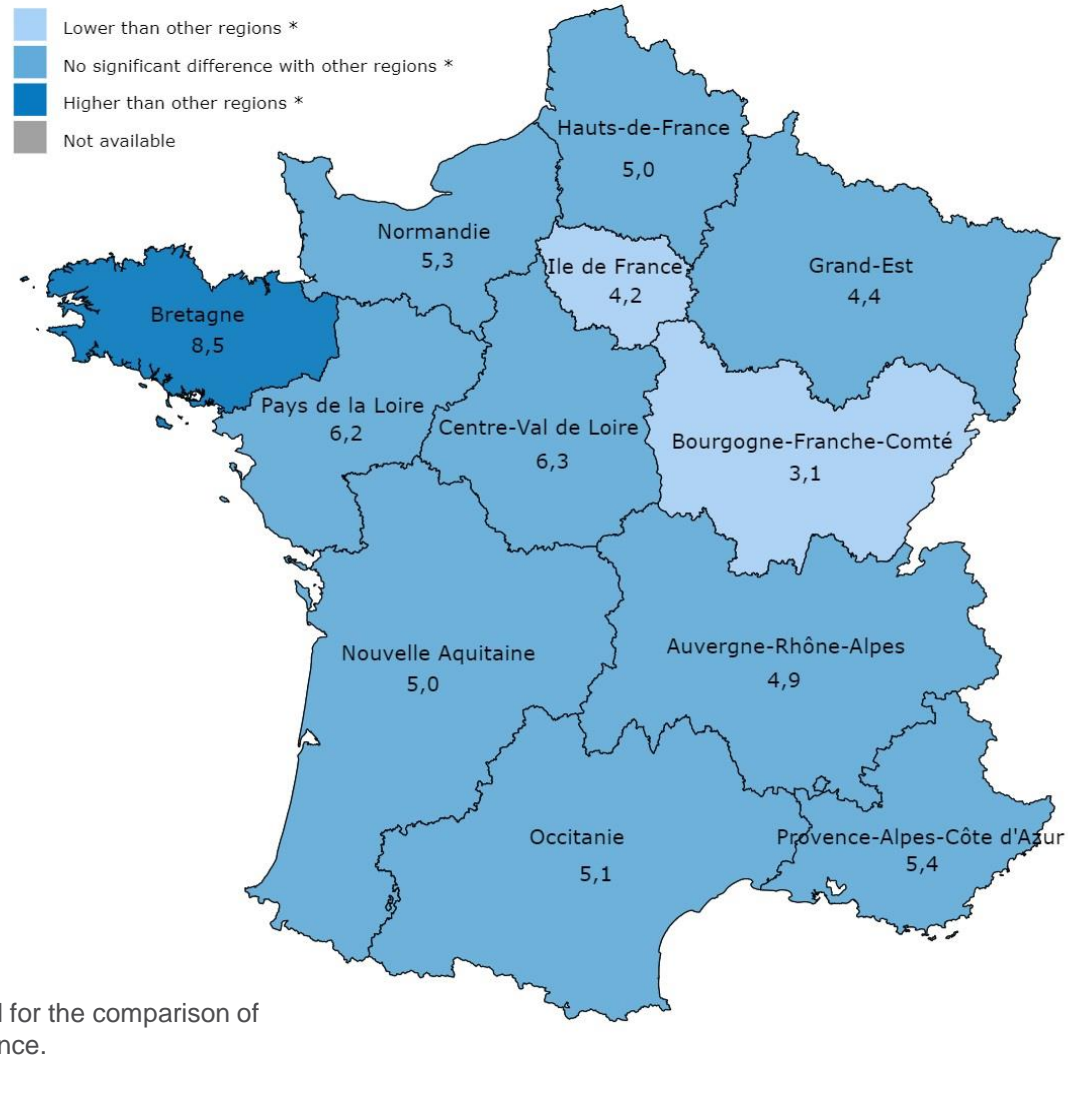 Lower than other regions *
No significant difference with other regions *
Higher than other regions *
Not available
Hauts-de-France
5,0
Normandie
5,3
Ile de France
4,2
Grand-Est
4,4
Bretagne
8,5
Pays de la Loire
6,2
Centre-Val de Loire
6,3
Bourgogne-Franche-Comté
3,1
Nouvelle Aquitaine
5,0
Auvergne-Rhône-Alpes
4,9
Occitanie
5,1
Provence-Alpes-Côte d'Azur
5,4
for the comparison of